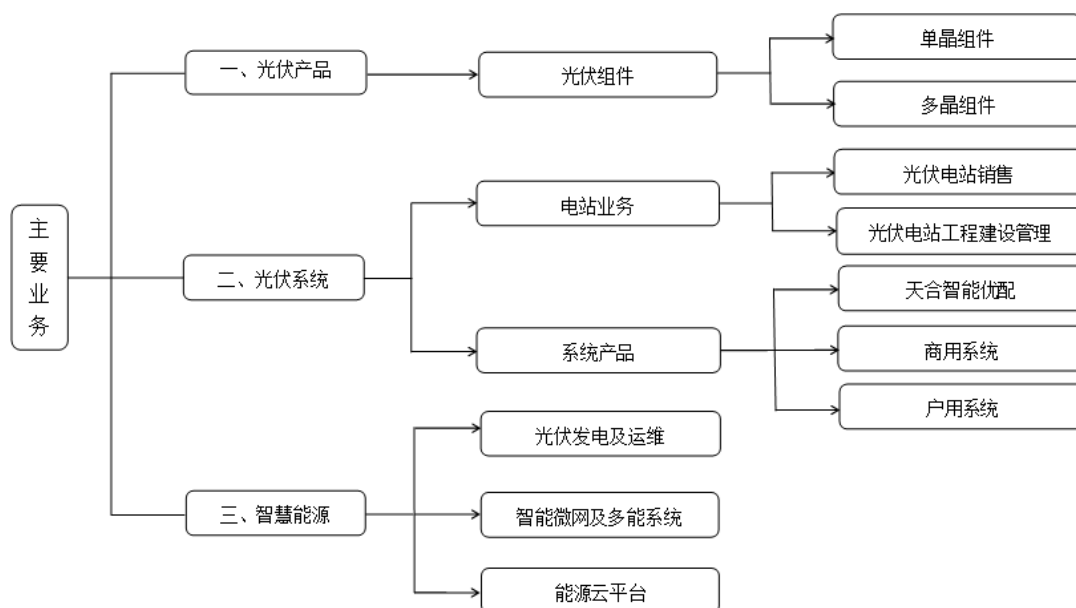 主要业务
一、光伏产品
光伏组件
单晶组件
多晶组件
二、光伏系统
电站业务
光伏电站销售
光伏电站工程建设管理
系统产品
天合智能优配
商用系统
户用系统
三、智慧能源
光伏发电及运维
智能微网及多能系统
能源云平台